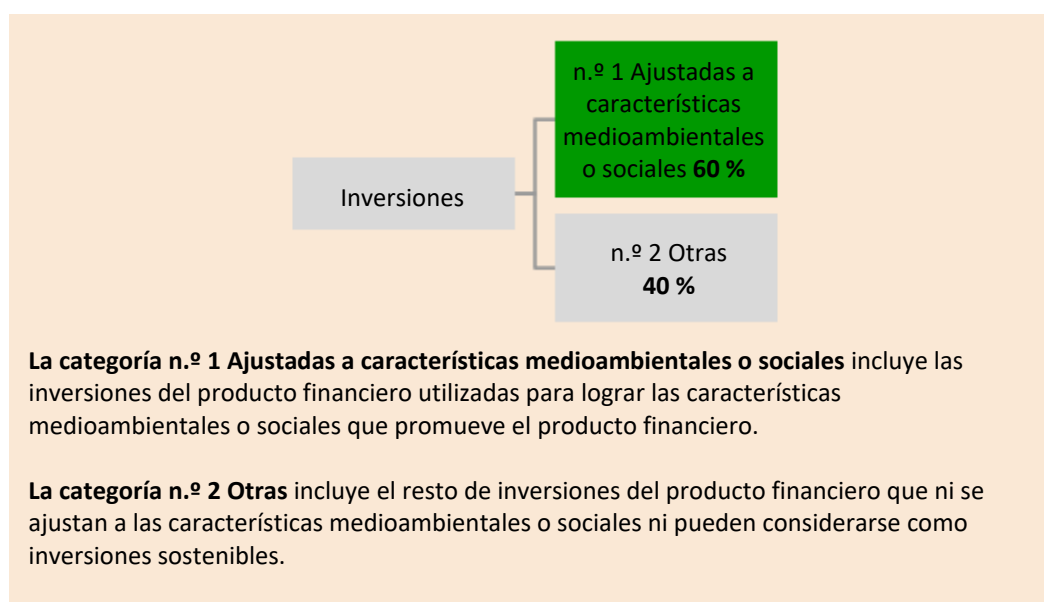 n.º 1 Ajustadas a
características
medioambientales
o sociales 60 %
Inversiones
n.º 2 Otras
40 %
La categoría n.º 1 Ajustadas a características medioambientales o sociales incluye las
inversiones del producto financiero utilizadas para lograr las características
medioambientales o sociales que promueve el producto financiero.
La categoría n.º 2 Otras incluye el resto de inversiones del producto financiero que ni se
ajustan a las características medioambientales o sociales ni pueden considerarse como
inversiones sostenibles.